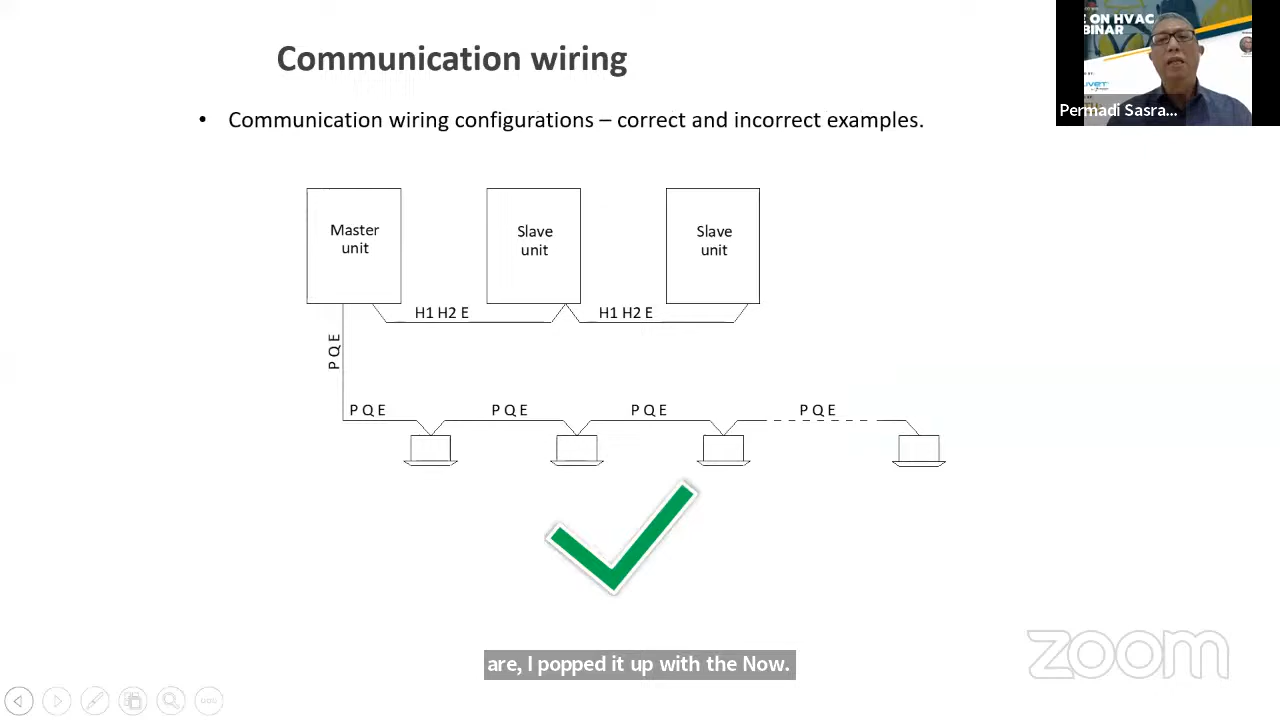 Communication wiring
E ON HVAC
BINAR
Permadi Sasra...
• Communication wiring configurations – correct and incorrect examples.
Master
unit
Slave
unit
Slave
unit
H1 H2 E
H1 H2 E
P Q E
P Q E
P Q E
P Q E
P Q E
are, I popped it up with the Now.
zoom